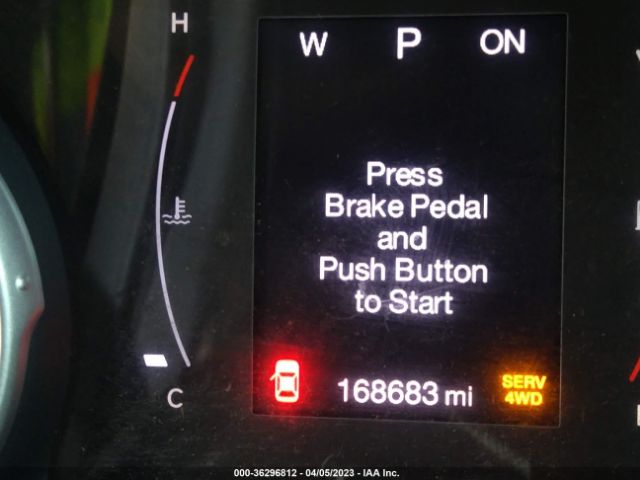 H
W P ON
Press
Brake Pedal
and
Push Button
to Start
168683 mi
SERV
4WD
C
000-36296812 - 04/05/2023 - IAA Inc.